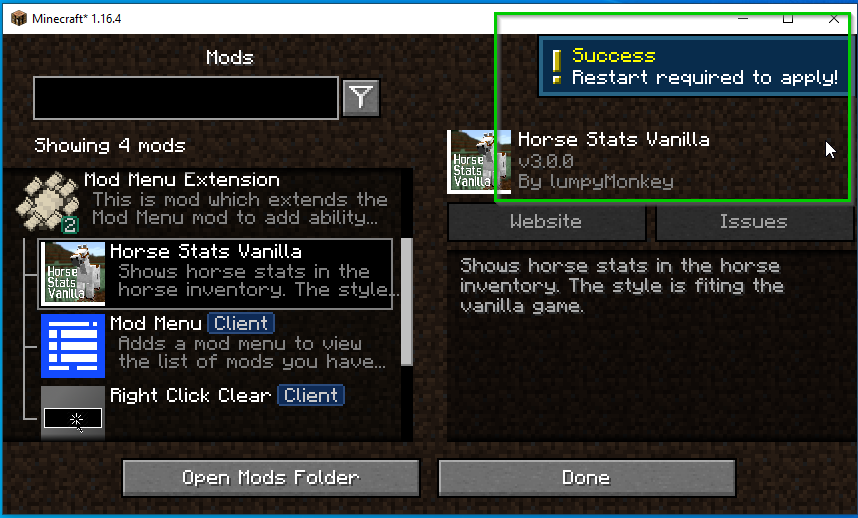 Minecraft* 1.16.4
Mods
Success
Restart required to apply!
Showing 4 mods
Horse Stats Vanilla
v3.0.0
By lumpyMonkey
Website
Issues
Shows horse stats in the horse
inventory. The style is fiting the
vanilla game.
Mod Menu Extension
This is mod which extends the
Mod Menu mod to add ability...
2
Horse
Stats
Vanilla
Horse Stats Vanilla
Shows horse stats in the
horse inventory. The style...
Horse
Stats
Vanilla
Mod Menu Client
Adds a mod menu to view
the list of mods you have...
Right Click Clear Client
Open Mods Folder
Done